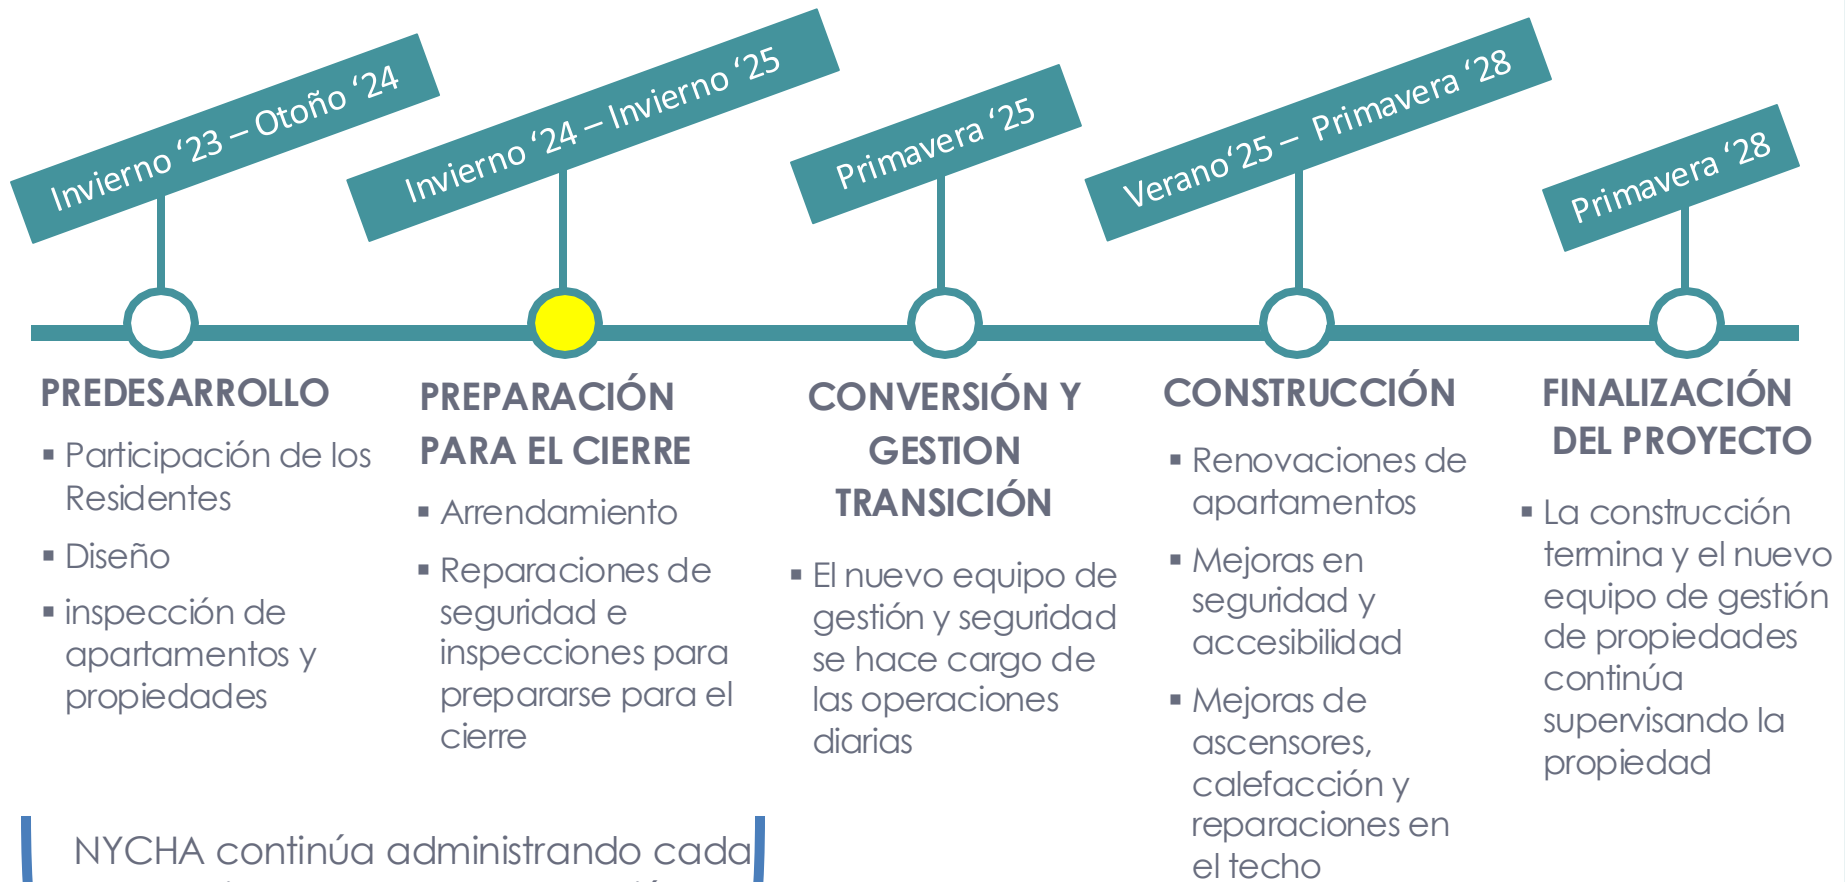 Invierno ‘23 – Otoño ‘24
Invierno ‘24 – Invierno ‘25
Primavera ‘25
Verano‘25 – Primavera ‘28
Primavera ‘28
PREDESARROLLO
▪ Participación de los
Residentes
▪ Diseño
▪ inspección de
apartamentos y
propiedades
PREPARACIÓN
PARA EL CIERRE
▪ Arrendamiento
▪ Reparaciones de
seguridad e
inspecciones para
prepararse para el
cierre
CONVERSIÓN Y
GESTION
TRANSICIÓN
▪ El nuevo equipo de
gestión y seguridad
se hace cargo de
las operaciones
diarias
CONSTRUCCIÓN
▪ Renovaciones de
apartamentos
▪ Mejoras en
seguridad y
accesibilidad
▪ Mejoras de
ascensores,
calefacción y
reparaciones en
el techo
FINALIZACIÓN
DEL PROYECTO
▪ La construcción
termina y el nuevo
equipo de gestión
de propiedades
continúa
supervisando la
propiedad
NYCHA continúa administrando cada